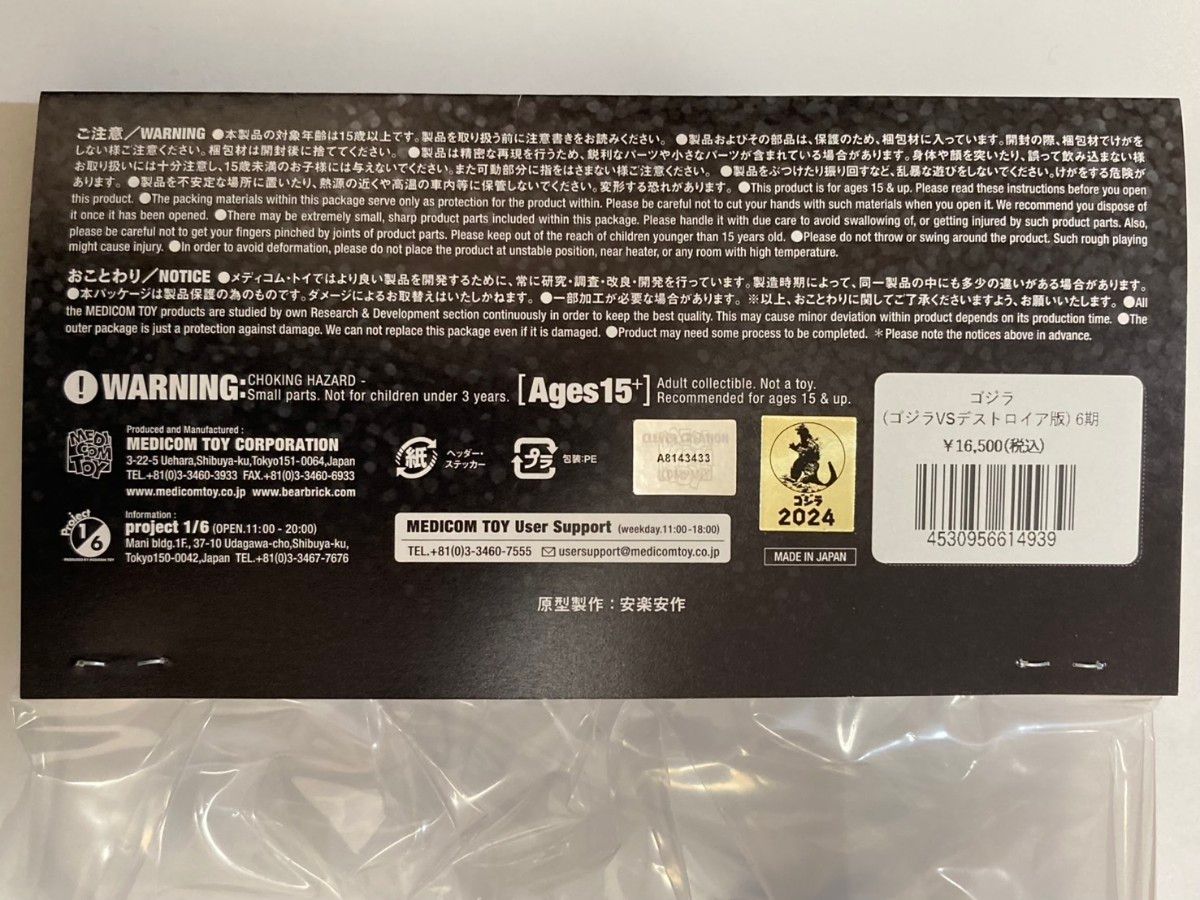 ご注意/WARNING ●本製品の対象年齢は15歳以上です。製品を取り扱う前に注意書きをお読みください。 ●製品およびその部品は、保護のため、梱包材に入っています。開封の際、梱包材でけがを
しない様ご注意ください。梱包材は開封後に捨ててください。 ●製品は精密な再現を行うため、鋭利なパーツや小さなパーツが含まれている場合があります。身体や顔を突いたり、誤って飲み込まない様
お取り扱いには十分注意し、15歳未満のお子様には与えないでください。また可動部分に指をはさまない様ご注意ください。 ●製品をぶつけたり振り回すなど、乱暴な遊びをしないでください。けがをする危険が
あります。 ●製品を不安定な場所に置いたり、熱源の近くや高温の車内等に保管しないでください。変形する恐れがあります。 ●This product is for ages 15 & up. Please read these instructions before you open
this product. ●The packing materials within this package serve only as protection for the product within. Please be careful not to cut your hands with such materials when you open it. We recommend you dispose of
it once it has been opened. ●There may be extremely small, sharp product parts included within this package. Please handle it with due care to avoid swallowing of, or getting injured by such product parts. Also,
please be careful not to get your fingers pinched by joints of product parts. Please keep out of the reach of children younger than 15 years old. ●Please do not throw or swing around the product. Such rough playing
might cause injury. ●In order to avoid deformation, please do not place the product at unstable position, near heater, or any room with high temperature.
おことわり/NOTICE ●メディコム・トイではより良い製品を開発するために、常に研究・調査・改良・開発を行っています。製造時期によって、同一製品の中にも多少の違いがある場合があります。
●本パッケージは製品保護の為のものです。ダメージによるお取替えはいたしかねます。 ●一部加工が必要な場合があります。 ※以上、おことわりに関してご了承くださいますよう、お願いいたします。 ●All
the MEDICOM TOY products are studied by own Research & Development section continuously in order to keep the best quality. This may cause minor deviation within product depends on its production time. ●The
outer package is just a protection against damage. We can not replace this package even if it is damaged. ●Product may need some process to be completed. ＊Please note the notices above in advance.
! WARNING: CHOKING HAZARD -
Small parts. Not for children under 3 years.
[Ages15+]
Adult collectible. Not a toy.
Recommended for ages 15 & up.
MEDICOM TOY
Produced and Manufactured :
MEDICOM TOY CORPORATION
3-22-5 Uehara,Shibuya-ku,Tokyo151-0064,Japan
TEL.+81(0)3-3460-3933 FAX.+81(0)3-3460-6933
www.medicomtoy.co.jp www.bearbrick.com
紙
ヘッダー・
ステッカー
プラ
包装:PE
A8143433
ゴジラ
2024
ゴジラ
(ゴジラVSデストロイア版) 6期
¥16,500(税込)
4530956614939
Project 1/6
Information :
project 1/6 (OPEN.11:00 - 20:00)
Mani bldg.1F., 37-10 Udagawa-cho,Shibuya-ku,
Tokyo150-0042,Japan TEL.+81(0)3-3467-7676
MEDICOM TOY User Support (weekday.11:00-18:00)
TEL.+81(0)3-3460-7555 usersupport@medicomtoy.co.jp
MADE IN JAPAN
原型製作：安楽安作